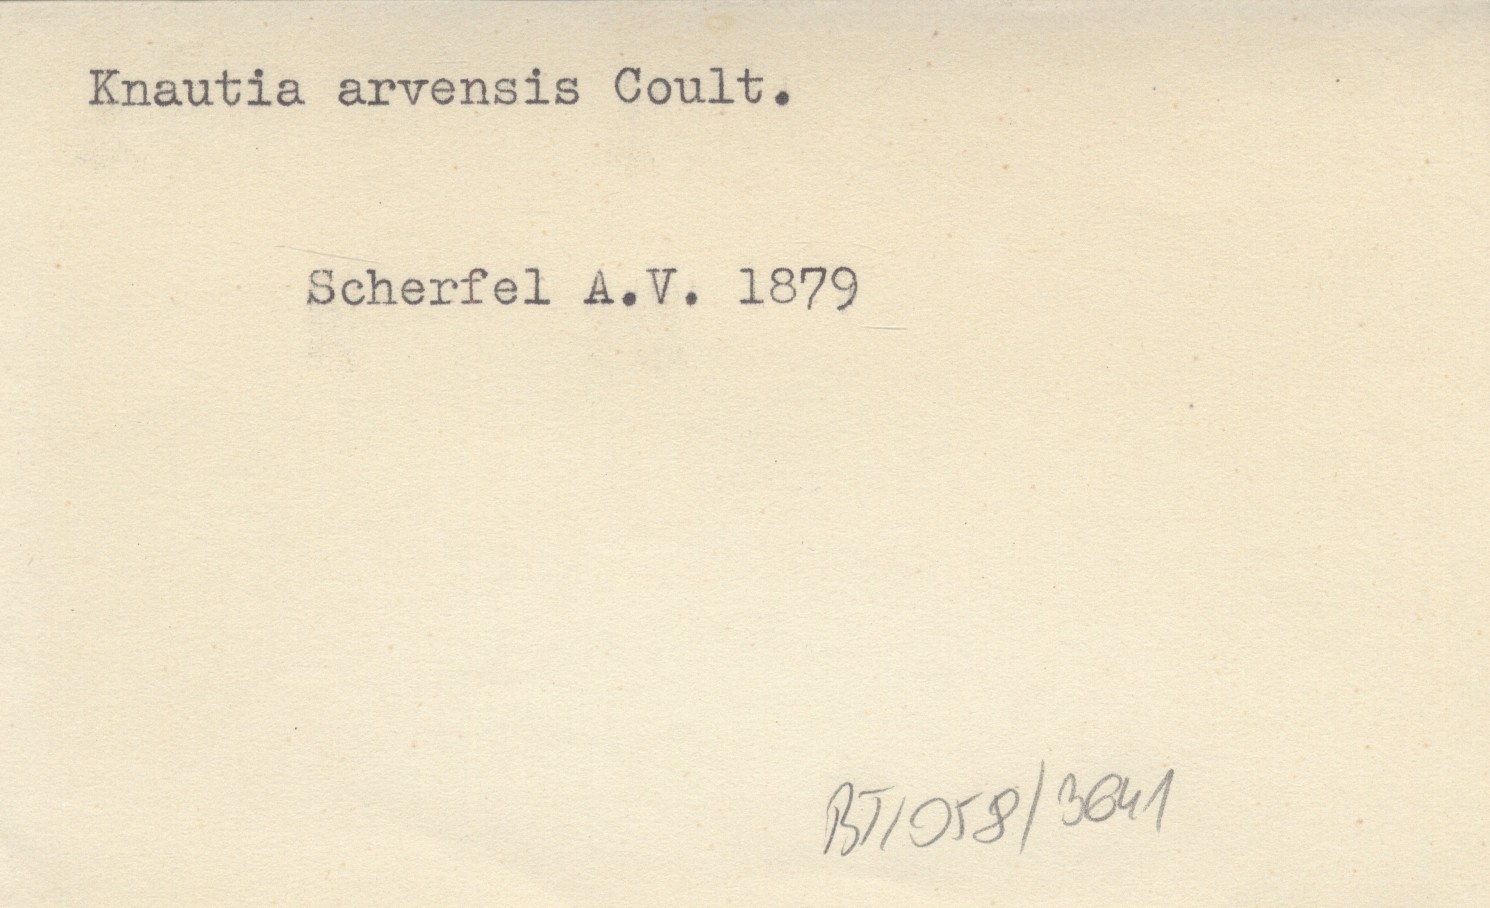 Knautia arvensis Coult.
Scherfel A.V. 1879
BT/058/3641